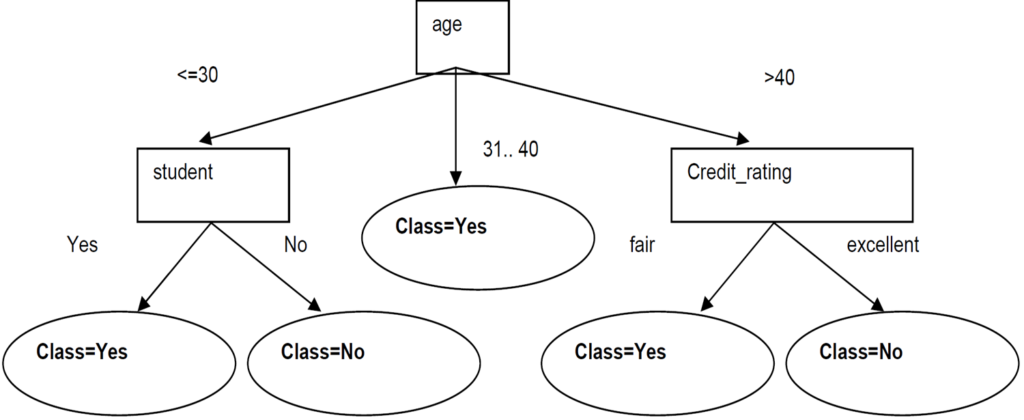 age
<=30
>40
31.. 40
student
Credit_rating
Class=Yes
Yes
No
fair
excellent
Class=Yes
Class=No
Class=Yes
Class=No